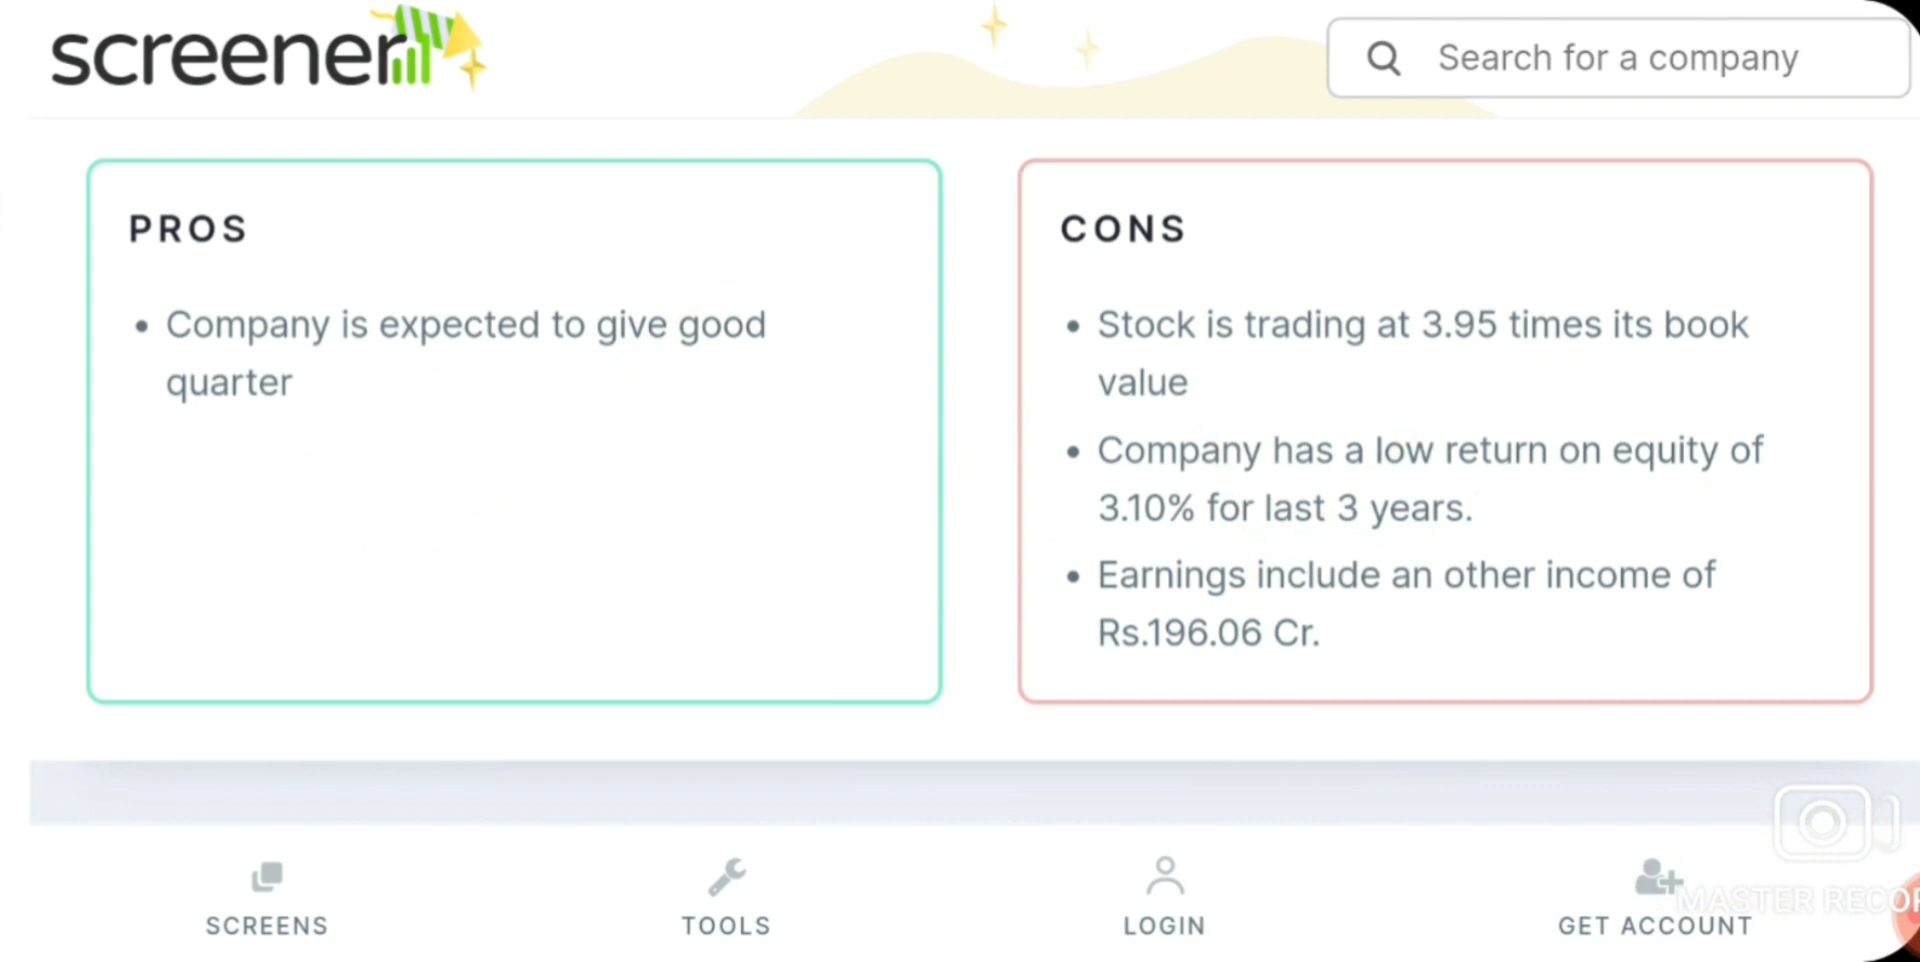 screener
Search for a company
PROS
• Company is expected to give good
quarter
CONS
• Stock is trading at 3.95 times its book
value
• Company has a low return on equity of
3.10% for last 3 years.
• Earnings include an other income of
Rs.196.06 Cr.
SCREENS
TOOLS
LOGIN
GET ACCOUNT
MASTER RECOR